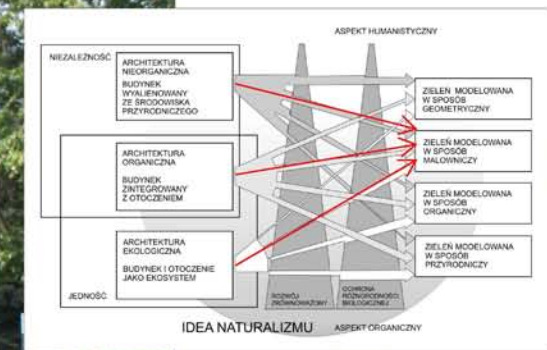 ASPEKT HUMANISTYCZNY
NIEZALEŻNOŚĆ
ARCHITEKTURA
NIEORGANICZNA
BUDYNEK
WYALIENOWANY
ZE ŚRODOWISKA
PRZYRODNICZEGO
ARCHITEKTURA
ORGANICZNA
BUDYNEK
ZINTEGROWANY
Z OTOCZENIEM
ARCHITEKTURA
EKOLOGICZNA
BUDYNEK I OTOCZENIE
JAKO EKOSYSTEM
JEDNOŚĆ
ZIELEŃ MODELOWANA
W SPOSÓB
GEOMETRYCZNY
ZIELEŃ MODELOWANA
W SPOSÓB
MALOWNICZY
ZIELEŃ MODELOWANA
W SPOSÓB
ORGANICZNY
ZIELEŃ MODELOWANA
W SPOSÓB
PRZYRODNICZY
ROZWÓJ
ZRÓWNOWAŻONY
OCHRONA
RÓŻNORODNOŚCI
BIOLOGICZNEJ
IDEA NATURALIZMU
ASPEKT ORGANICZNY